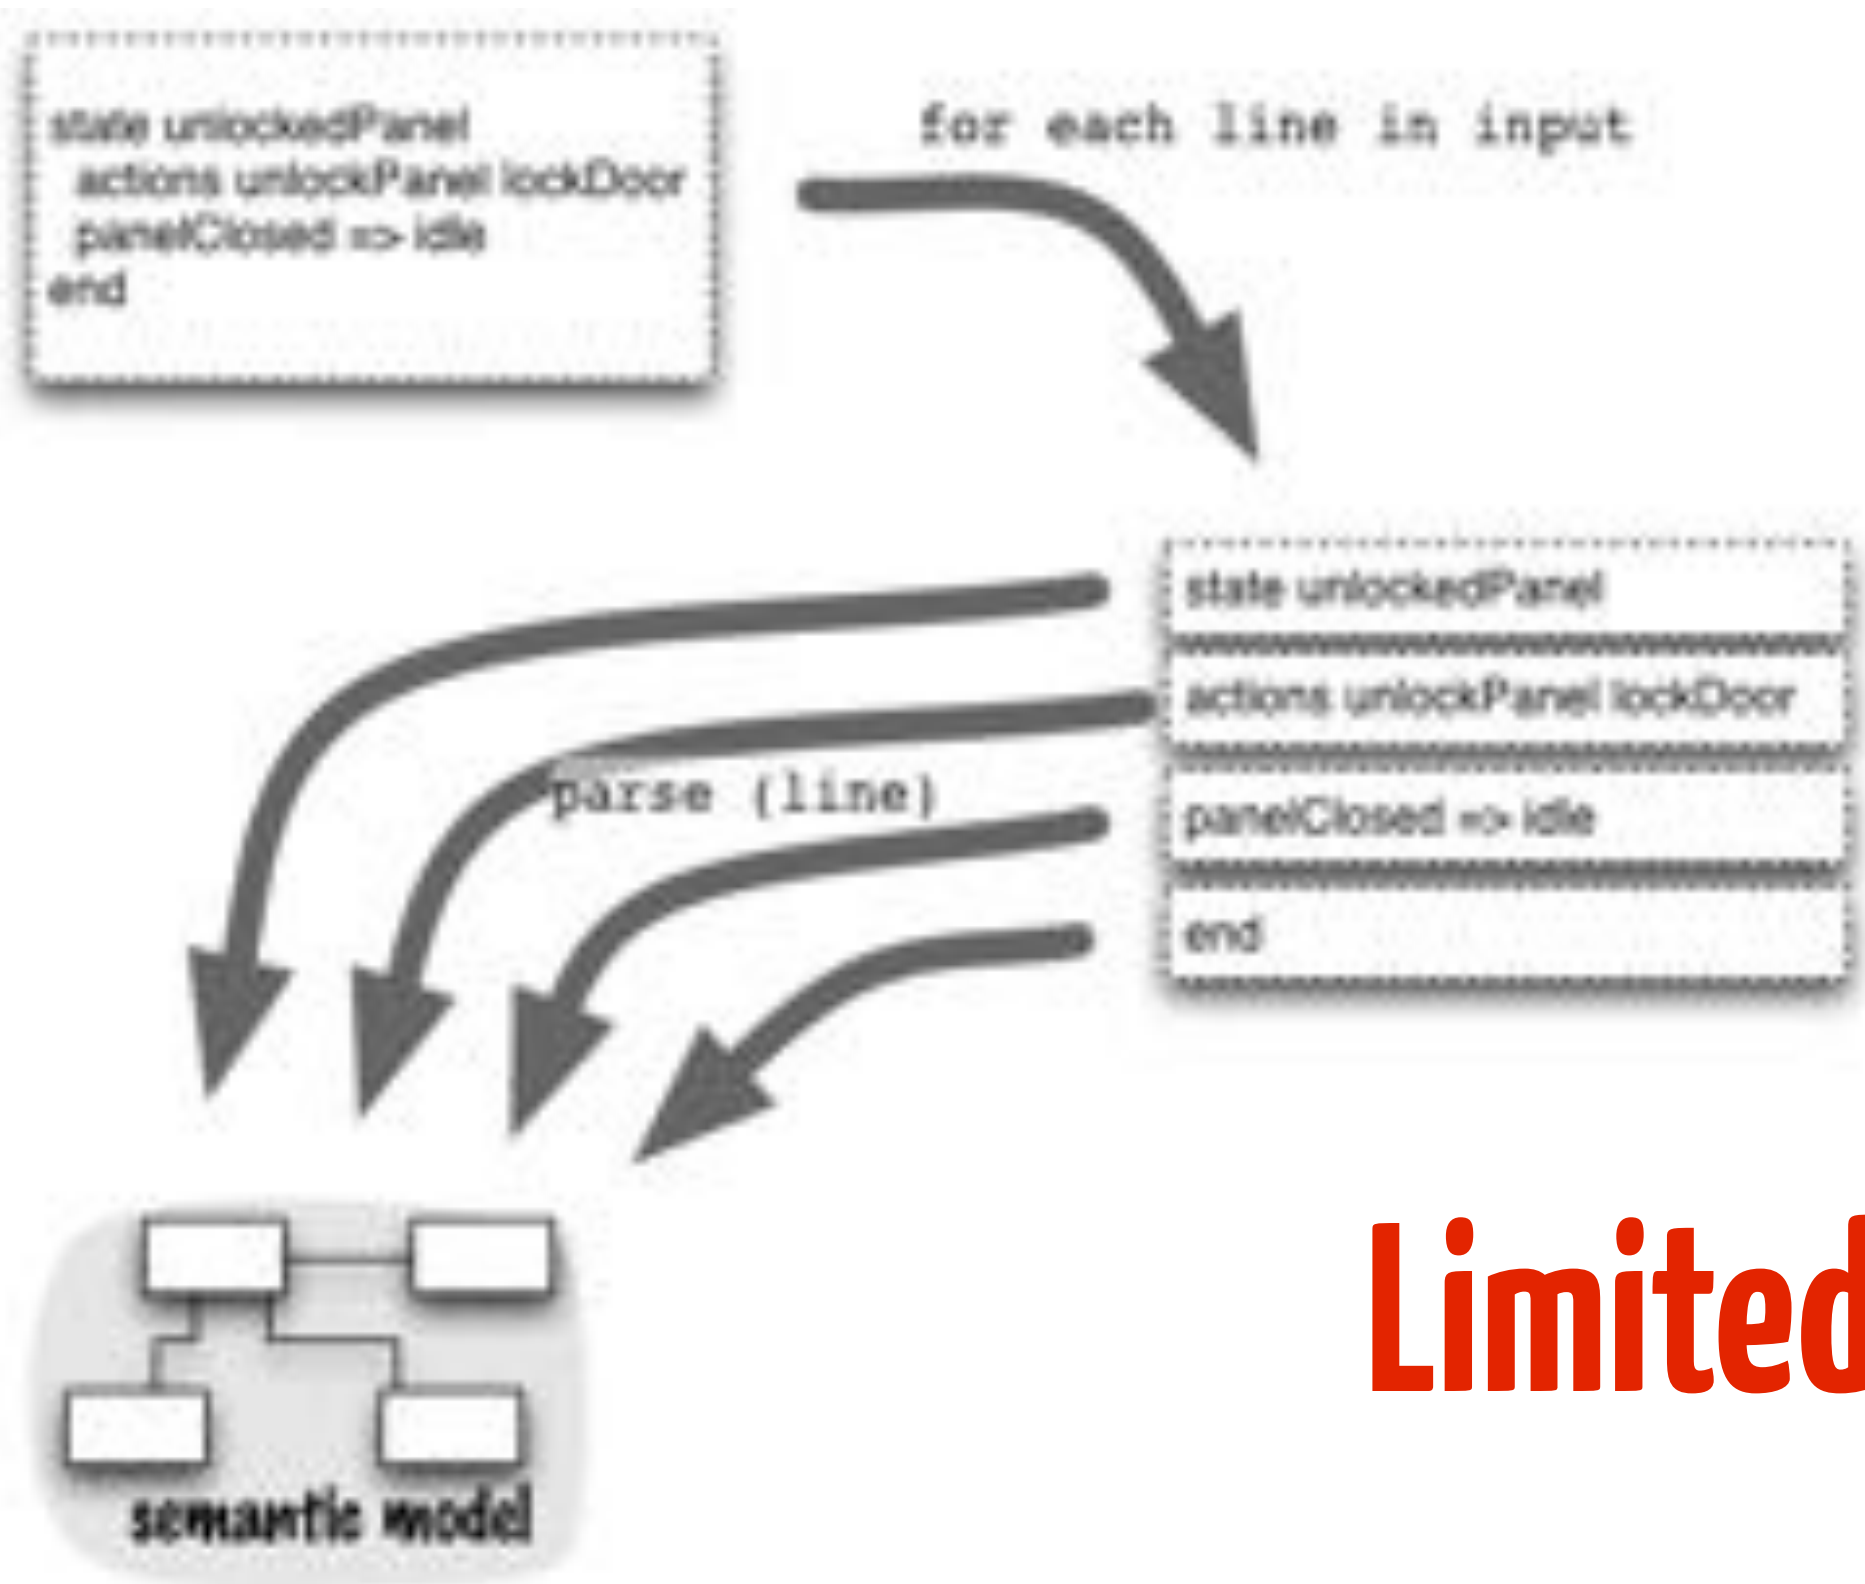 state unlockedPanel
actions unlockPanel lockDoor
panelClosed => idle
end
for each line in input
state unlockedPanel
actions unlockPanel lockDoor
panelClosed => idle
end
parse (line)
semantic model
Limited